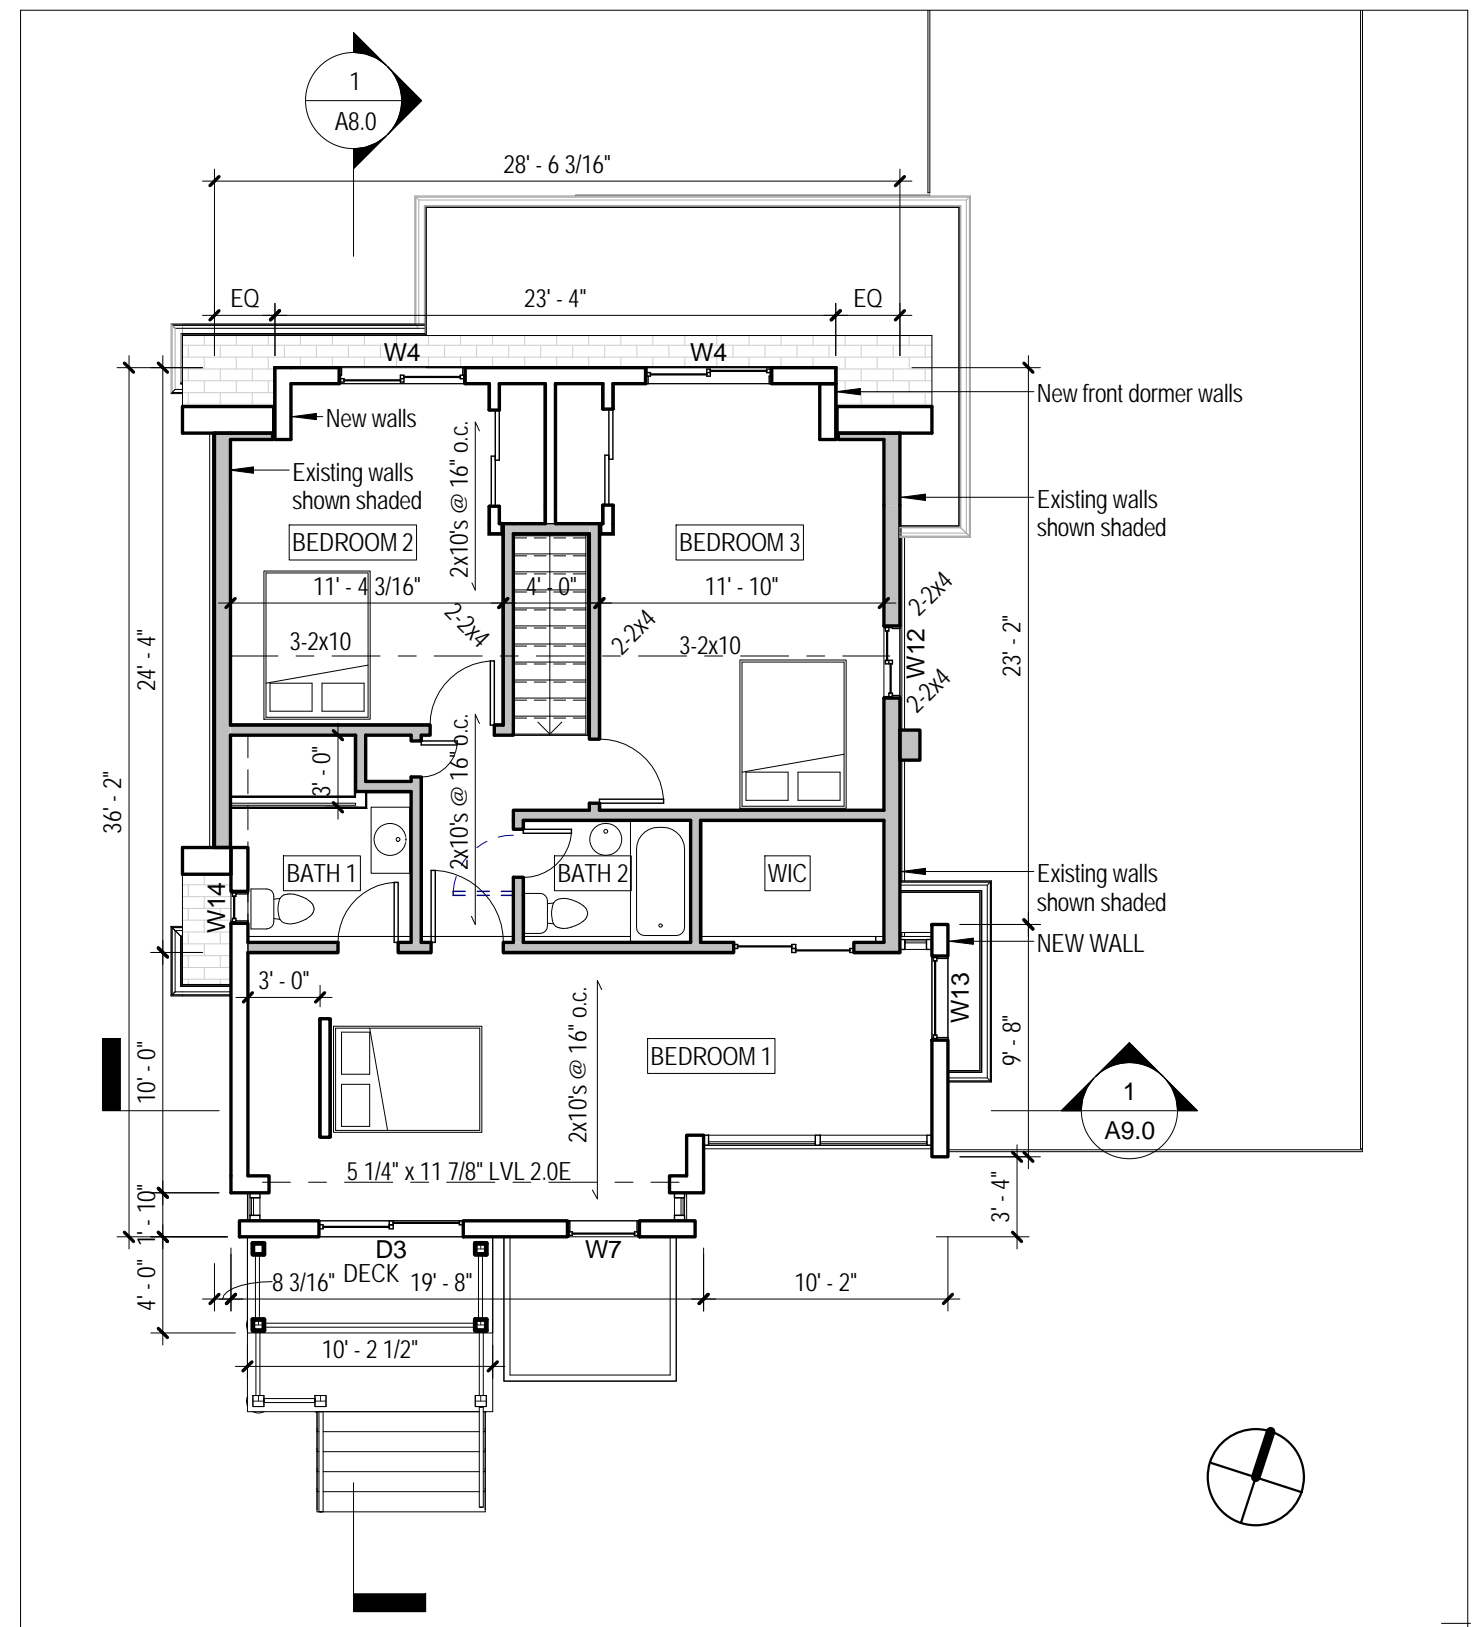 1
A8.0
28' - 6 3/16"
EQ
23' - 4"
EQ
W4
W4
New front dormer walls
New walls
Existing walls
shown shaded
2x10's @ 16" o.c.
Existing walls
shown shaded
BEDROOM 2
BEDROOM 3
11' - 4 3/16"
4' - 0"
11' - 10"
2-2x4
2-2x4
2-2x4
3-2x10
3-2x10
W12
2-2x4
24' - 4"
23' - 2"
36' - 2"
3' - 0"
2x10's @ 16" o.c.
BATH 1
BATH 2
WIC
Existing walls
shown shaded
W14
NEW WALL
3' - 0"
W13
2x10's @ 16" o.c.
BEDROOM 1
9' - 8"
10' - 0"
1
A9.0
5 1/4" x 11 7/8" LVL 2.0E
1' - 10"
3' - 4"
D3
W7
DECK
4' - 0"
8 3/16"
19' - 8"
10' - 2"
10' - 2 1/2"